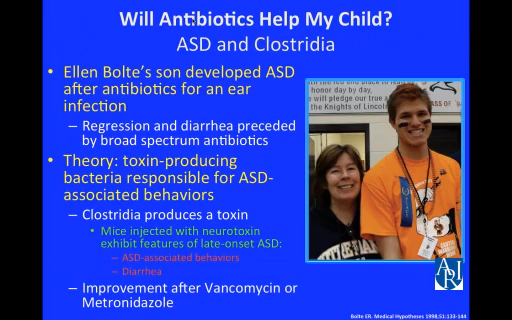 Will Antibiotics Help My Child?
ASD and Clostridia
• Ellen Bolte's son developed ASD
after antibiotics for an ear
infection
– Regression and diarrhea preceded
by broad spectrum antibiotics
• Theory: toxin-producing
bacteria responsible for ASD-
associated behaviors
– Clostridia produces a toxin
• Mice injected with neurotoxin
exhibit features of late-onset ASD:
– ASD-associated behaviors
– Diarrhea
– Improvement after Vancomycin or
Metronidazole
honor day by day,
will pledge our true
the Knights of Lincoln
ASS OF
Bolte ER. Medical Hypotheses 1998;51:133-144